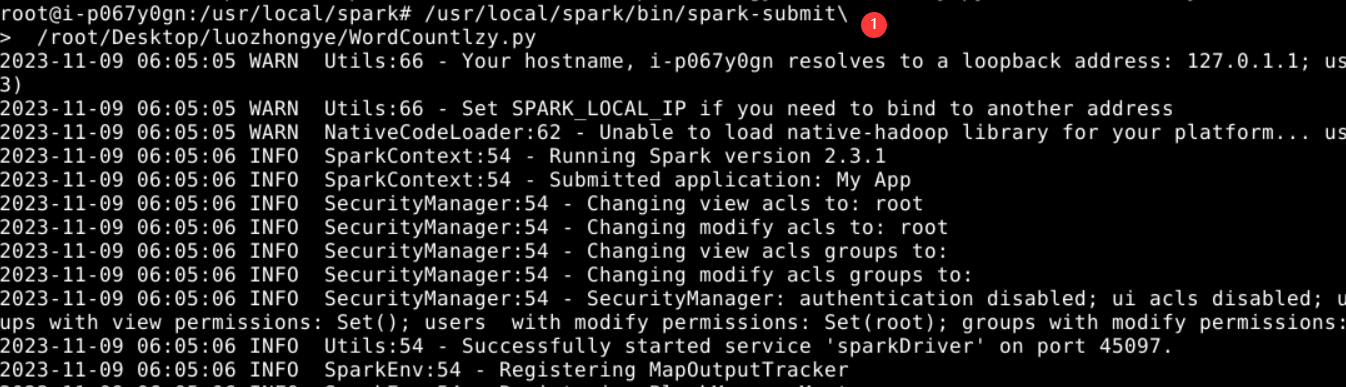 root@i-p067y0gn:/usr/local/spark# /usr/local/spark/bin/spark-submit\
1
>  /root/Desktop/luozhongye/WordCountlzy.py
2023-11-09 06:05:05 WARN  Utils:66 - Your hostname, i-p067y0gn resolves to a loopback address: 127.0.1.1; us
3)
2023-11-09 06:05:05 WARN  Utils:66 - Set SPARK_LOCAL_IP if you need to bind to another address
2023-11-09 06:05:05 WARN  NativeCodeLoader:62 - Unable to load native-hadoop library for your platform... us
2023-11-09 06:05:06 INFO  SparkContext:54 - Running Spark version 2.3.1
2023-11-09 06:05:06 INFO  SparkContext:54 - Submitted application: My App
2023-11-09 06:05:06 INFO  SecurityManager:54 - Changing view acls to: root
2023-11-09 06:05:06 INFO  SecurityManager:54 - Changing modify acls to: root
2023-11-09 06:05:06 INFO  SecurityManager:54 - Changing view acls groups to:
2023-11-09 06:05:06 INFO  SecurityManager:54 - Changing modify acls groups to:
2023-11-09 06:05:06 INFO  SecurityManager:54 - SecurityManager: authentication disabled; ui acls disabled; u
ups with view permissions: Set(); users  with modify permissions: Set(root); groups with modify permissions:
2023-11-09 06:05:06 INFO  Utils:54 - Successfully started service 'sparkDriver' on port 45097.
2023-11-09 06:05:06 INFO  SparkEnv:54 - Registering MapOutputTracker